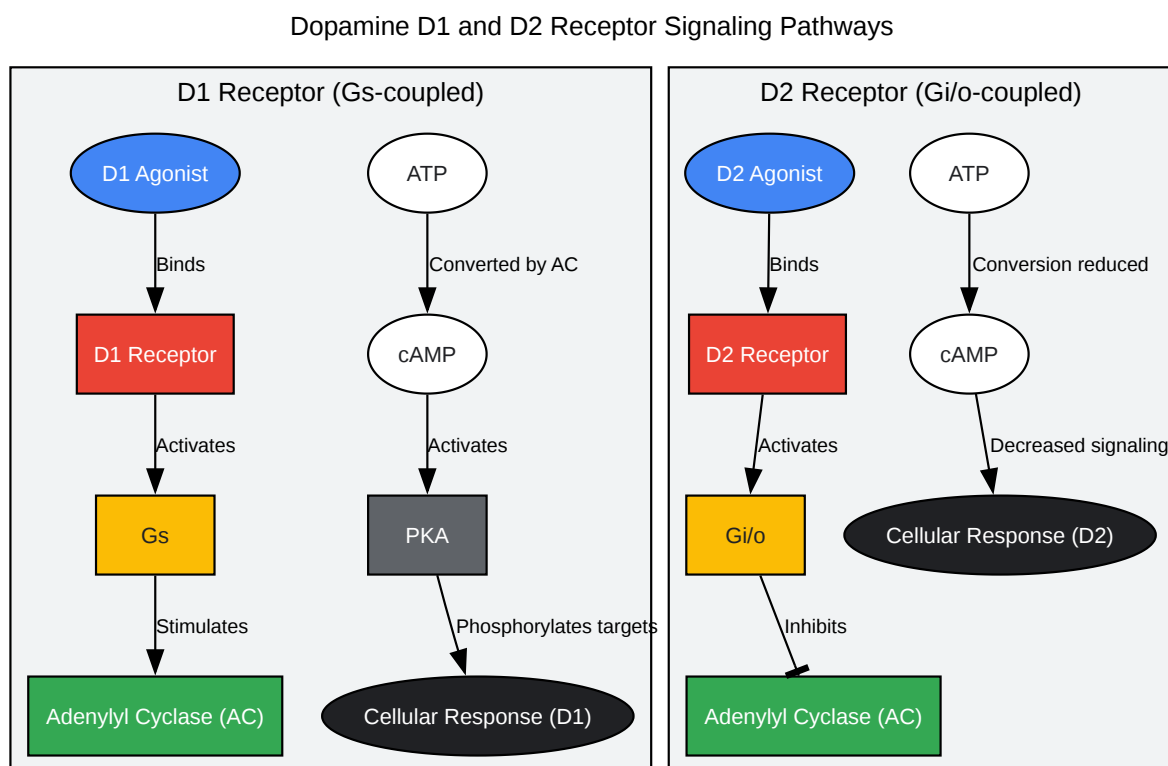 Dopamine D1 and D2 Receptor Signaling Pathways
D1 Receptor (Gs-coupled)
D1 Agonist
ATP
Binds
Converted by AC
D1 Receptor
cAMP
Activates
Activates
Gs
PKA
Stimulates
Phosphorylates targets
Adenylyl Cyclase (AC)
Cellular Response (D1)
D2 Receptor (Gi/o-coupled)
D2 Agonist
ATP
Binds
Conversion reduced
D2 Receptor
cAMP
Activates
Decreased signaling
Gi/o
Cellular Response (D2)
Inhibits
Adenylyl Cyclase (AC)